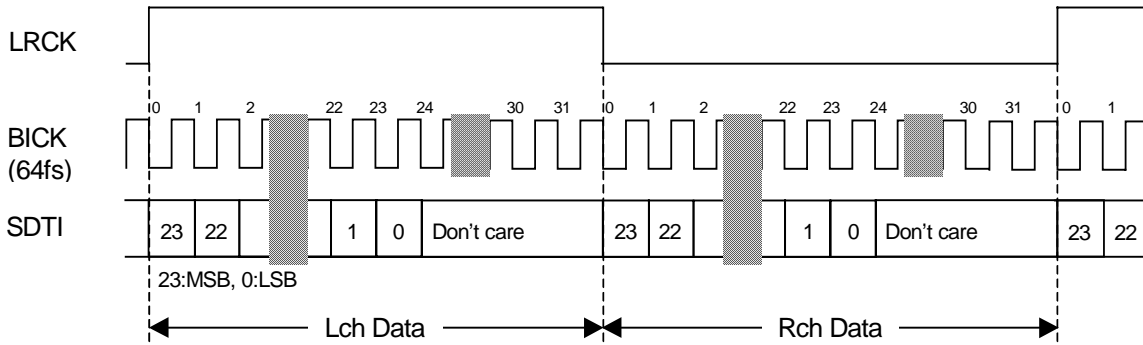 LRCK
0 1 2 22 23 24 30 31 0 1 2 22 23 24 30 31 0 1
BICK
(64fs)
SDTI 23 22 1 0 Don't care 23 22 1 0 Don't care 23 22
23:MSB, 0:LSB
Lch Data Rch Data